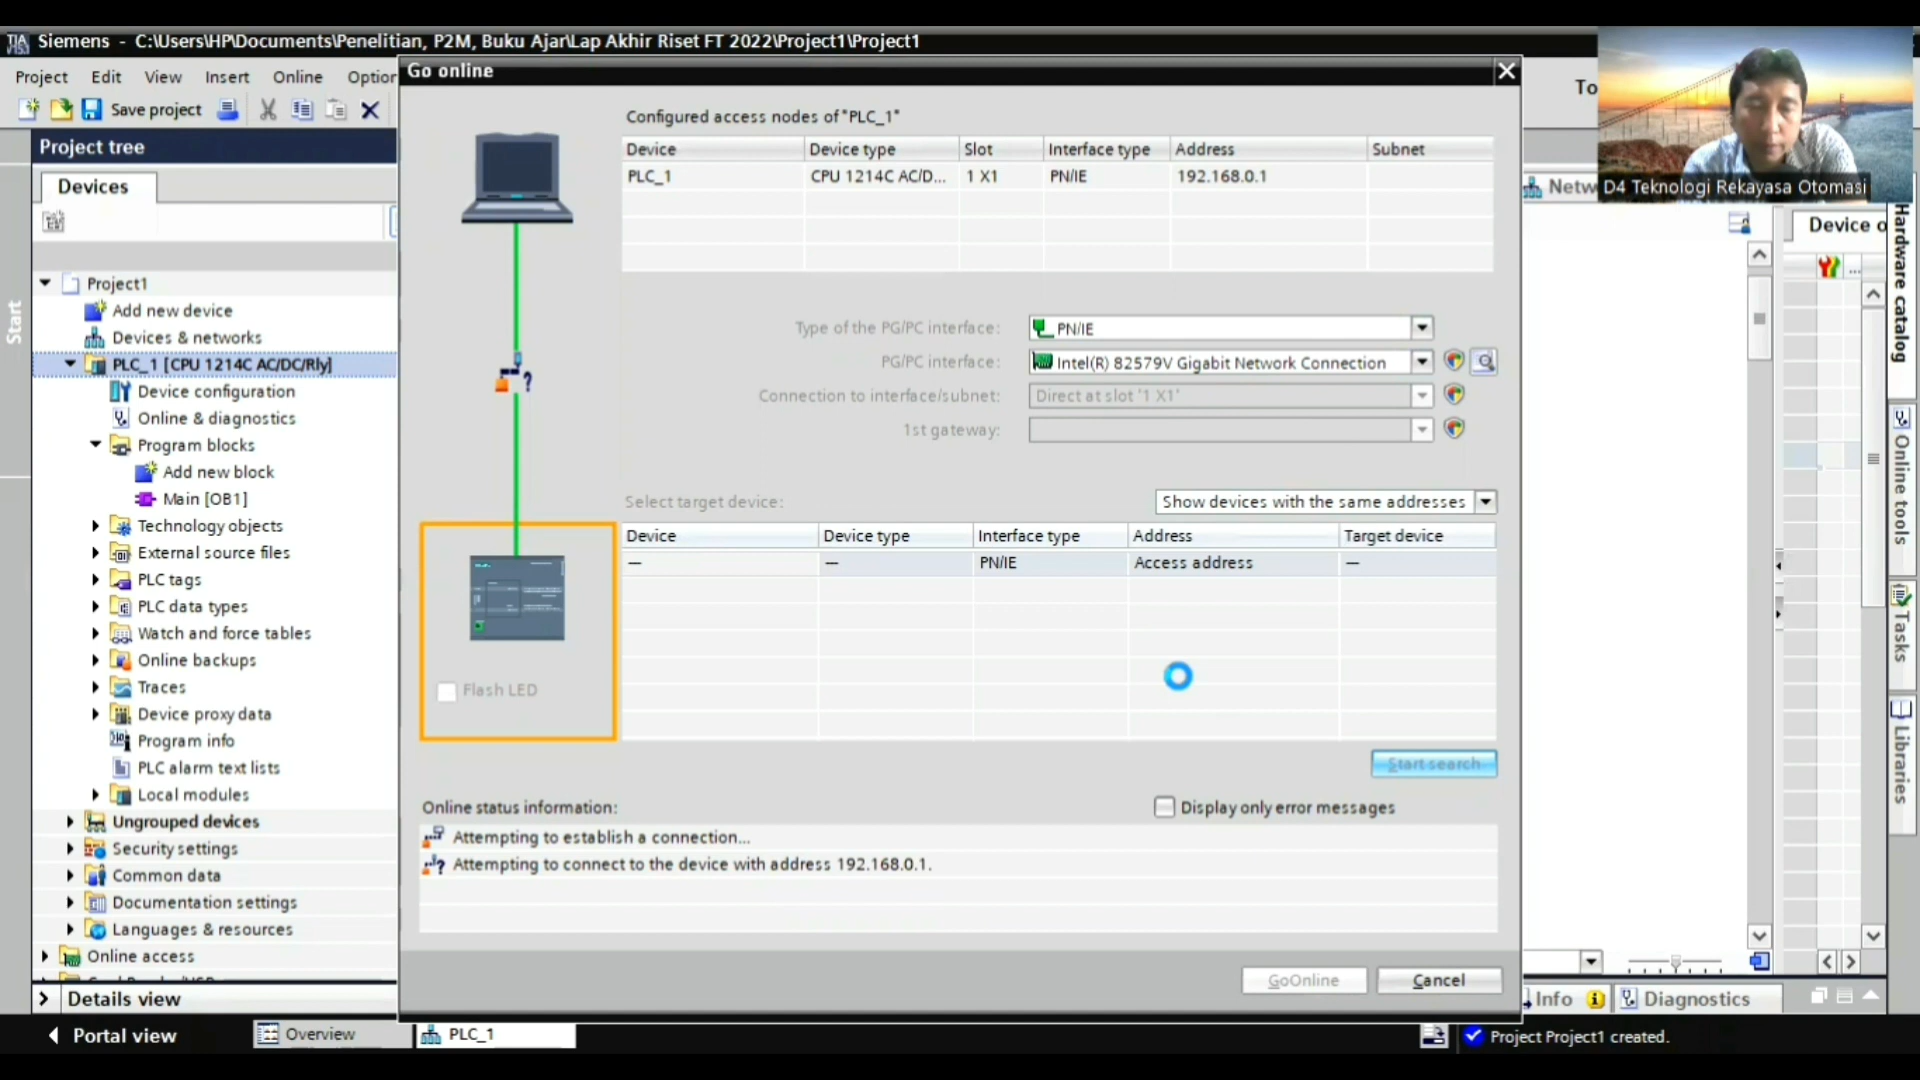 Siemens - C:\Users\HP\Documents\Penelitian, P2M, Buku Ajar\Lap Akhir Riset FT 2022\Project1\Project1
Project Edit View Insert Online Option
To
Save project
Go online
Project tree
Devices
Start
Project1
Add new device
Devices & networks
PLC_1 [CPU 1214C AC/DC/Rly]
Device configuration
Online & diagnostics
Program blocks
Add new block
Main [OB1]
Technology objects
External source files
PLC tags
PLC data types
Watch and force tables
Online backups
Traces
Device proxy data
Program info
PLC alarm text lists
Local modules
Ungrouped devices
Security settings
Common data
Documentation settings
Languages & resources
Online access
Details view
Portal view
Overview
PLC_1
Configured access nodes of "PLC_1"
Device Device type Slot Interface type Address Subnet
PLC_1 CPU 1214C AC/D... 1 X1 PN/IE 192.168.0.1
Type of the PG/PC interface: PN/IE
PG/PC interface: Intel(R) 82579V Gigabit Network Connection
Connection to interface/subnet: Direct at slot '1 X1'
1st gateway:
Select target device: Show devices with the same addresses
Device Device type Interface type Address Target device
— — PN/IE Access address —
Flash LED
Start search
Online status information: Display only error messages
Attempting to establish a connection...
? Attempting to connect to the device with address 192.168.0.1.
GoOnline Cancel
Netw
D4 Teknologi Rekayasa Otomasi
Device o
...
Hardware catalog
Online tools
Tasks
Libraries
Info
Diagnostics
Project Project1 created.